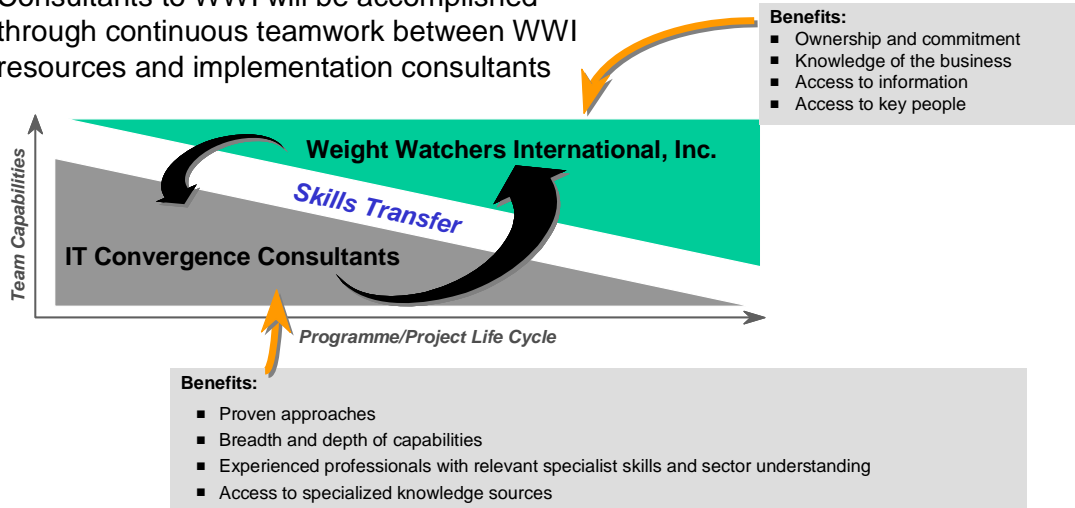 Consultants to WWI will be accomplished
through continuous teamwork between WWI
resources and implementation consultants
Benefits:
■ Ownership and commitment
■ Knowledge of the business
■ Access to information
■ Access to key people
Team Capabilities
Weight Watchers International, Inc.
Skills Transfer
IT Convergence Consultants
Programme/Project Life Cycle
Benefits:
■ Proven approaches
■ Breadth and depth of capabilities
■ Experienced professionals with relevant specialist skills and sector understanding
■ Access to specialized knowledge sources